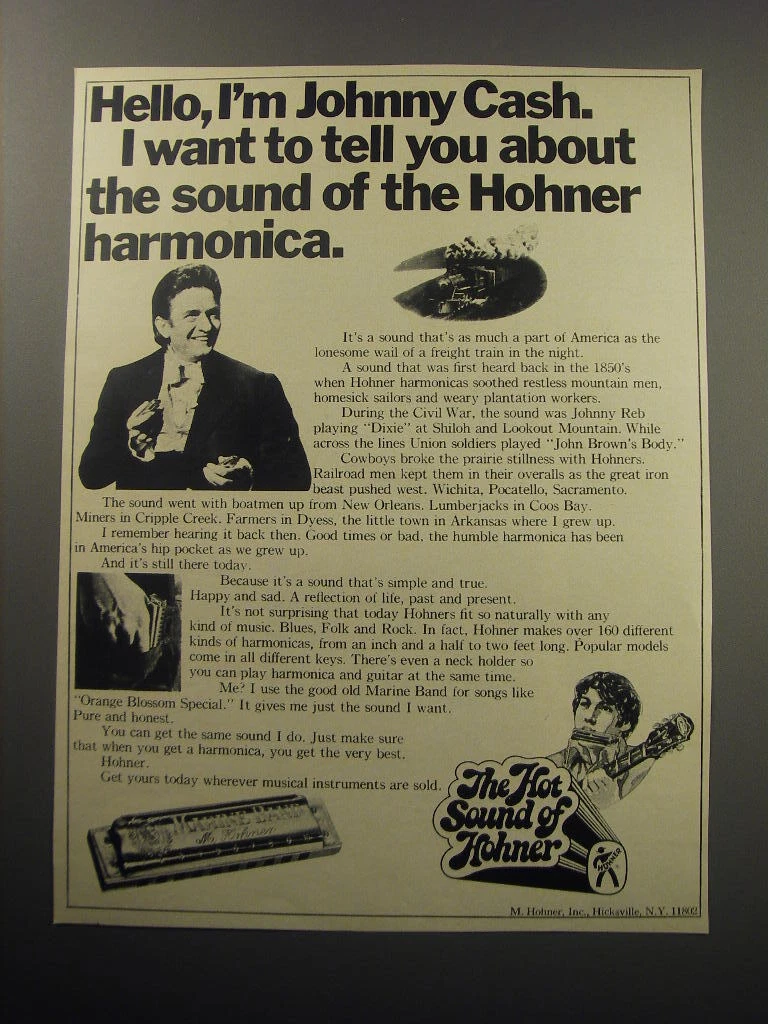 Hello, I'm Johnny Cash.
I want to tell you about
the sound of the Hohner
harmonica.
It's a sound that's as much a part of America as the
lonesome wail of a freight train in the night.
A sound that was first heard back in the 1850's
when Hohner harmonicas soothed restless mountain men,
homesick sailors and weary plantation workers.
During the Civil War, the sound was Johnny Reb
playing "Dixie" at Shiloh and Lookout Mountain. While
across the lines Union soldiers played "John Brown's Body."
Cowboys broke the prairie stillness with Hohners.
Railroad men kept them in their overalls as the great iron
beast pushed west. Wichita, Pocatello, Sacramento.
The sound went with boatmen up from New Orleans. Lumberjacks in Coos Bay.
Miners in Cripple Creek. Farmers in Dyess, the little town in Arkansas where I grew up.
I remember hearing it back then. Good times or bad, the humble harmonica has been
in America's hip pocket as we grew up.
And it's still there today.
Because it's a sound that's simple and true.
Happy and sad. A reflection of life, past and present.
It's not surprising that today Hohners fit so naturally with any
kind of music. Blues, Folk and Rock. In fact, Hohner makes over 160 different
kinds of harmonicas, from an inch and a half to two feet long. Popular models
come in all different keys. There's even a neck holder so
you can play harmonica and guitar at the same time.
Me? I use the good old Marine Band for songs like
"Orange Blossom Special." It gives me just the sound I want.
Pure and honest.
You can get the same sound I do. Just make sure
that when you get a harmonica, you get the very best.
Hohner.
Get yours today wherever musical instruments are sold.
MARINE BAND
M. Hohner
The Hot
Sound of
Hohner
HOHNER
M. Hohner, Inc., Hicksville, N.Y. 11802